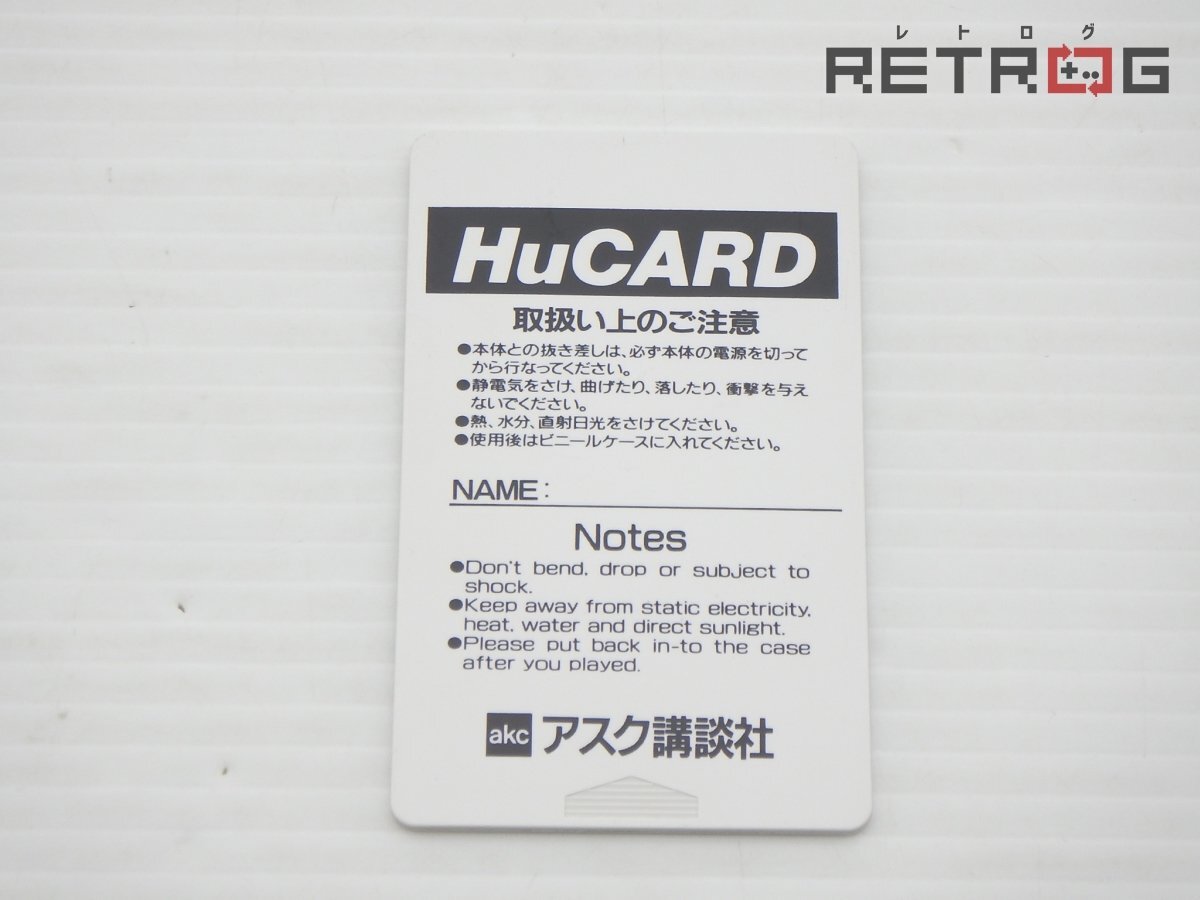 レトログ
RETROG
HuCARD
取扱い上のご注意
●本体との抜き差しは、必ず本体の電源を切って
から行なってください。
●静電気をさけ、曲げたり、落したり、衝撃を与え
ないでください。
●熱、水分、直射日光をさけてください。
●使用後はビニールケースに入れてください。
NAME:
Notes
●Don't bend, drop or subject to
shock.
●Keep away from static electricity,
heat, water and direct sunlight.
●Please put back in-to the case
after you played.
akc アスク講談社